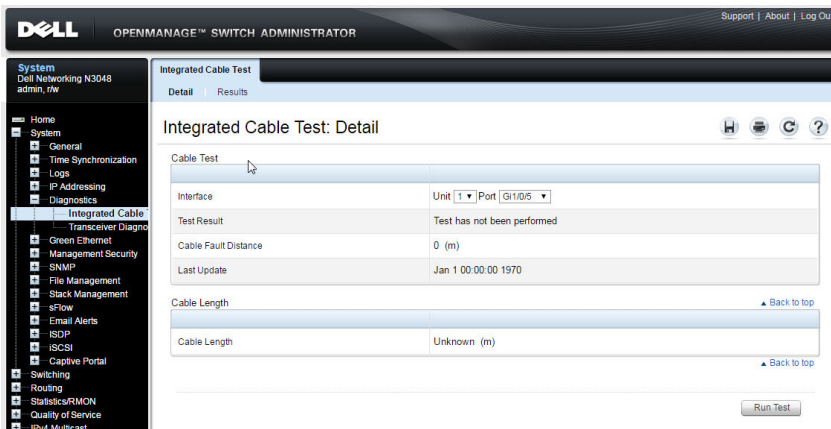 Support | About | Log Ou
DELL OPENMANAGE™ SWITCH ADMINISTRATOR
System
Dell Networking N3048
admin, r/w
Home
System
General
Time Synchronization
Logs
IP Addressing
Diagnostics
Integrated Cable
Transceiver Diagno
Green Ethernet
Management Security
SNMP
File Management
Stack Management
sFlow
Email Alerts
ISDP
iSCSI
Captive Portal
Switching
Routing
Statistics/RMON
Quality of Service
IPv4 Multicast
Integrated Cable Test
Detail Results
Integrated Cable Test: Detail
Cable Test
Interface Unit 1 Port Gi1/0/5
Test Result Test has not been performed
Cable Fault Distance 0 (m)
Last Update Jan 1 00:00:00 1970
Cable Length ▲ Back to top
Cable Length Unknown (m)
▲ Back to top
Run Test